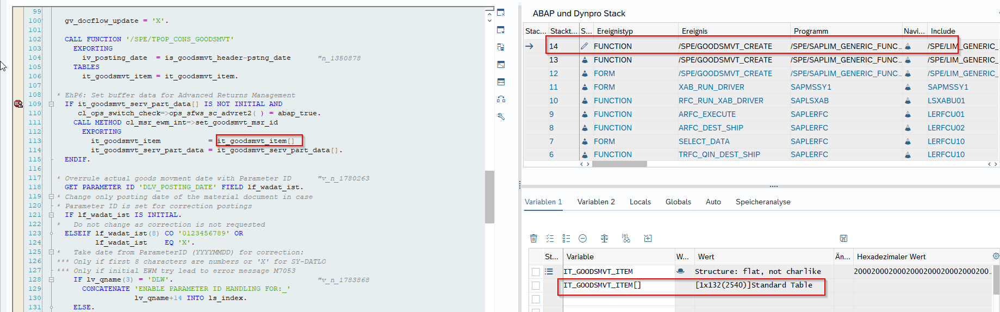 99
100 gv_docflow_update = 'X'.
101
102 CALL FUNCTION '/SPE/TPOP_CONS_GOODSMVT'
103 EXPORTING
104 iv_posting_date = is_goodsmvt_header-pstng_date "n_1350878
105 TABLES
106 it_goodsmvt_item = it_goodsmvt_item.
107
108 * EhP6: Set buffer data for Advanced Returns Management
109 IF it_goodsmvt_serv_part_data[] IS NOT INITIAL AND
110 cl_ops_switch_check=>ops_sfws_sc_advret2( ) = abap_true.
111 CALL METHOD cl_msr_ewm_int=>set_goodsmvt_msr_id
112 EXPORTING
113 it_goodsmvt_item = it_goodsmvt_item[]
114 it_goodsmvt_serv_part_data = it_goodsmvt_serv_part_data[].
115 ENDIF.
116
117 * Overrule actual goods movment date with Parameter ID "v_n_1780263
118 GET PARAMETER ID 'DLV_POSTING_DATE' FIELD lf_wadat_ist.
119 * Change only posting date of the material document in case
120 * Parameter ID is set for correction postings
121 IF lf_wadat_ist IS INITIAL.
122 * Do not change as correction is not requested
123 ELSEIF lf_wadat_ist(8) CO '0123456789' OR
124 lf_wadat_ist EQ 'X'.
125 * Take date from ParameterID (YYYYMMDD) for correction:
126 *** Only if first 8 characters are numbers or 'X' for SY-DATLO
127 *** Only if initial EWM try lead to error message M7053
128 IF lv_qname(3) = 'DLW'. "v_n_1783868
129 CONCATENATE 'ENABLE PARAMETER ID HANDLING FOR:_'
130 lv_qname+14 INTO ls_index.
131 ELSE.
ABAP und Dynpro Stack
Stac... Stackt... S... Ereignistyp Ereignis Programm Navi... Include
14 FUNCTION /SPE/GOODSMVT_CREATE /SPE/SAPLIM_GENERIC_FUNC... /SPE/LIM_GENERIC_
13 FUNCTION /SPE/GOODSMVT_CREATE /SPE/SAPLIM_GENERIC_FUNC... /SPE/LIM_GENERIC_
12 FORM /SPE/GOODSMVT_CREATE /SPE/SAPLIM_GENERIC_FUNC... /SPE/LIM_GENERIC_
11 FORM XAB_RUN_DRIVER SAPMSSY1 SAPMSSY1
10 FUNCTION RFC_RUN_XAB_DRIVER SAPLSXAB LSXABU01
9 FUNCTION ARFC_EXECUTE SAPLERFC LERFCU01
8 FUNCTION ARFC_DEST_SHIP SAPLERFC LERFCU02
7 FORM SELECT_DATA SAPLERFC LERFCU10
6 FUNCTION TRFC_QIN_DEST_SHIP SAPLERFC LERFCU10
Variablen 1 Variablen 2 Locals Globals Auto Speicheranalyse
St... Variable W... Wert Än... Hexadezimaler Wert
IT_GOODSMVT_ITEM Structure: flat, not charlike 2000200020002000200020002000200...
IT_GOODSMVT_ITEM[] [1x132(2540)]Standard Table